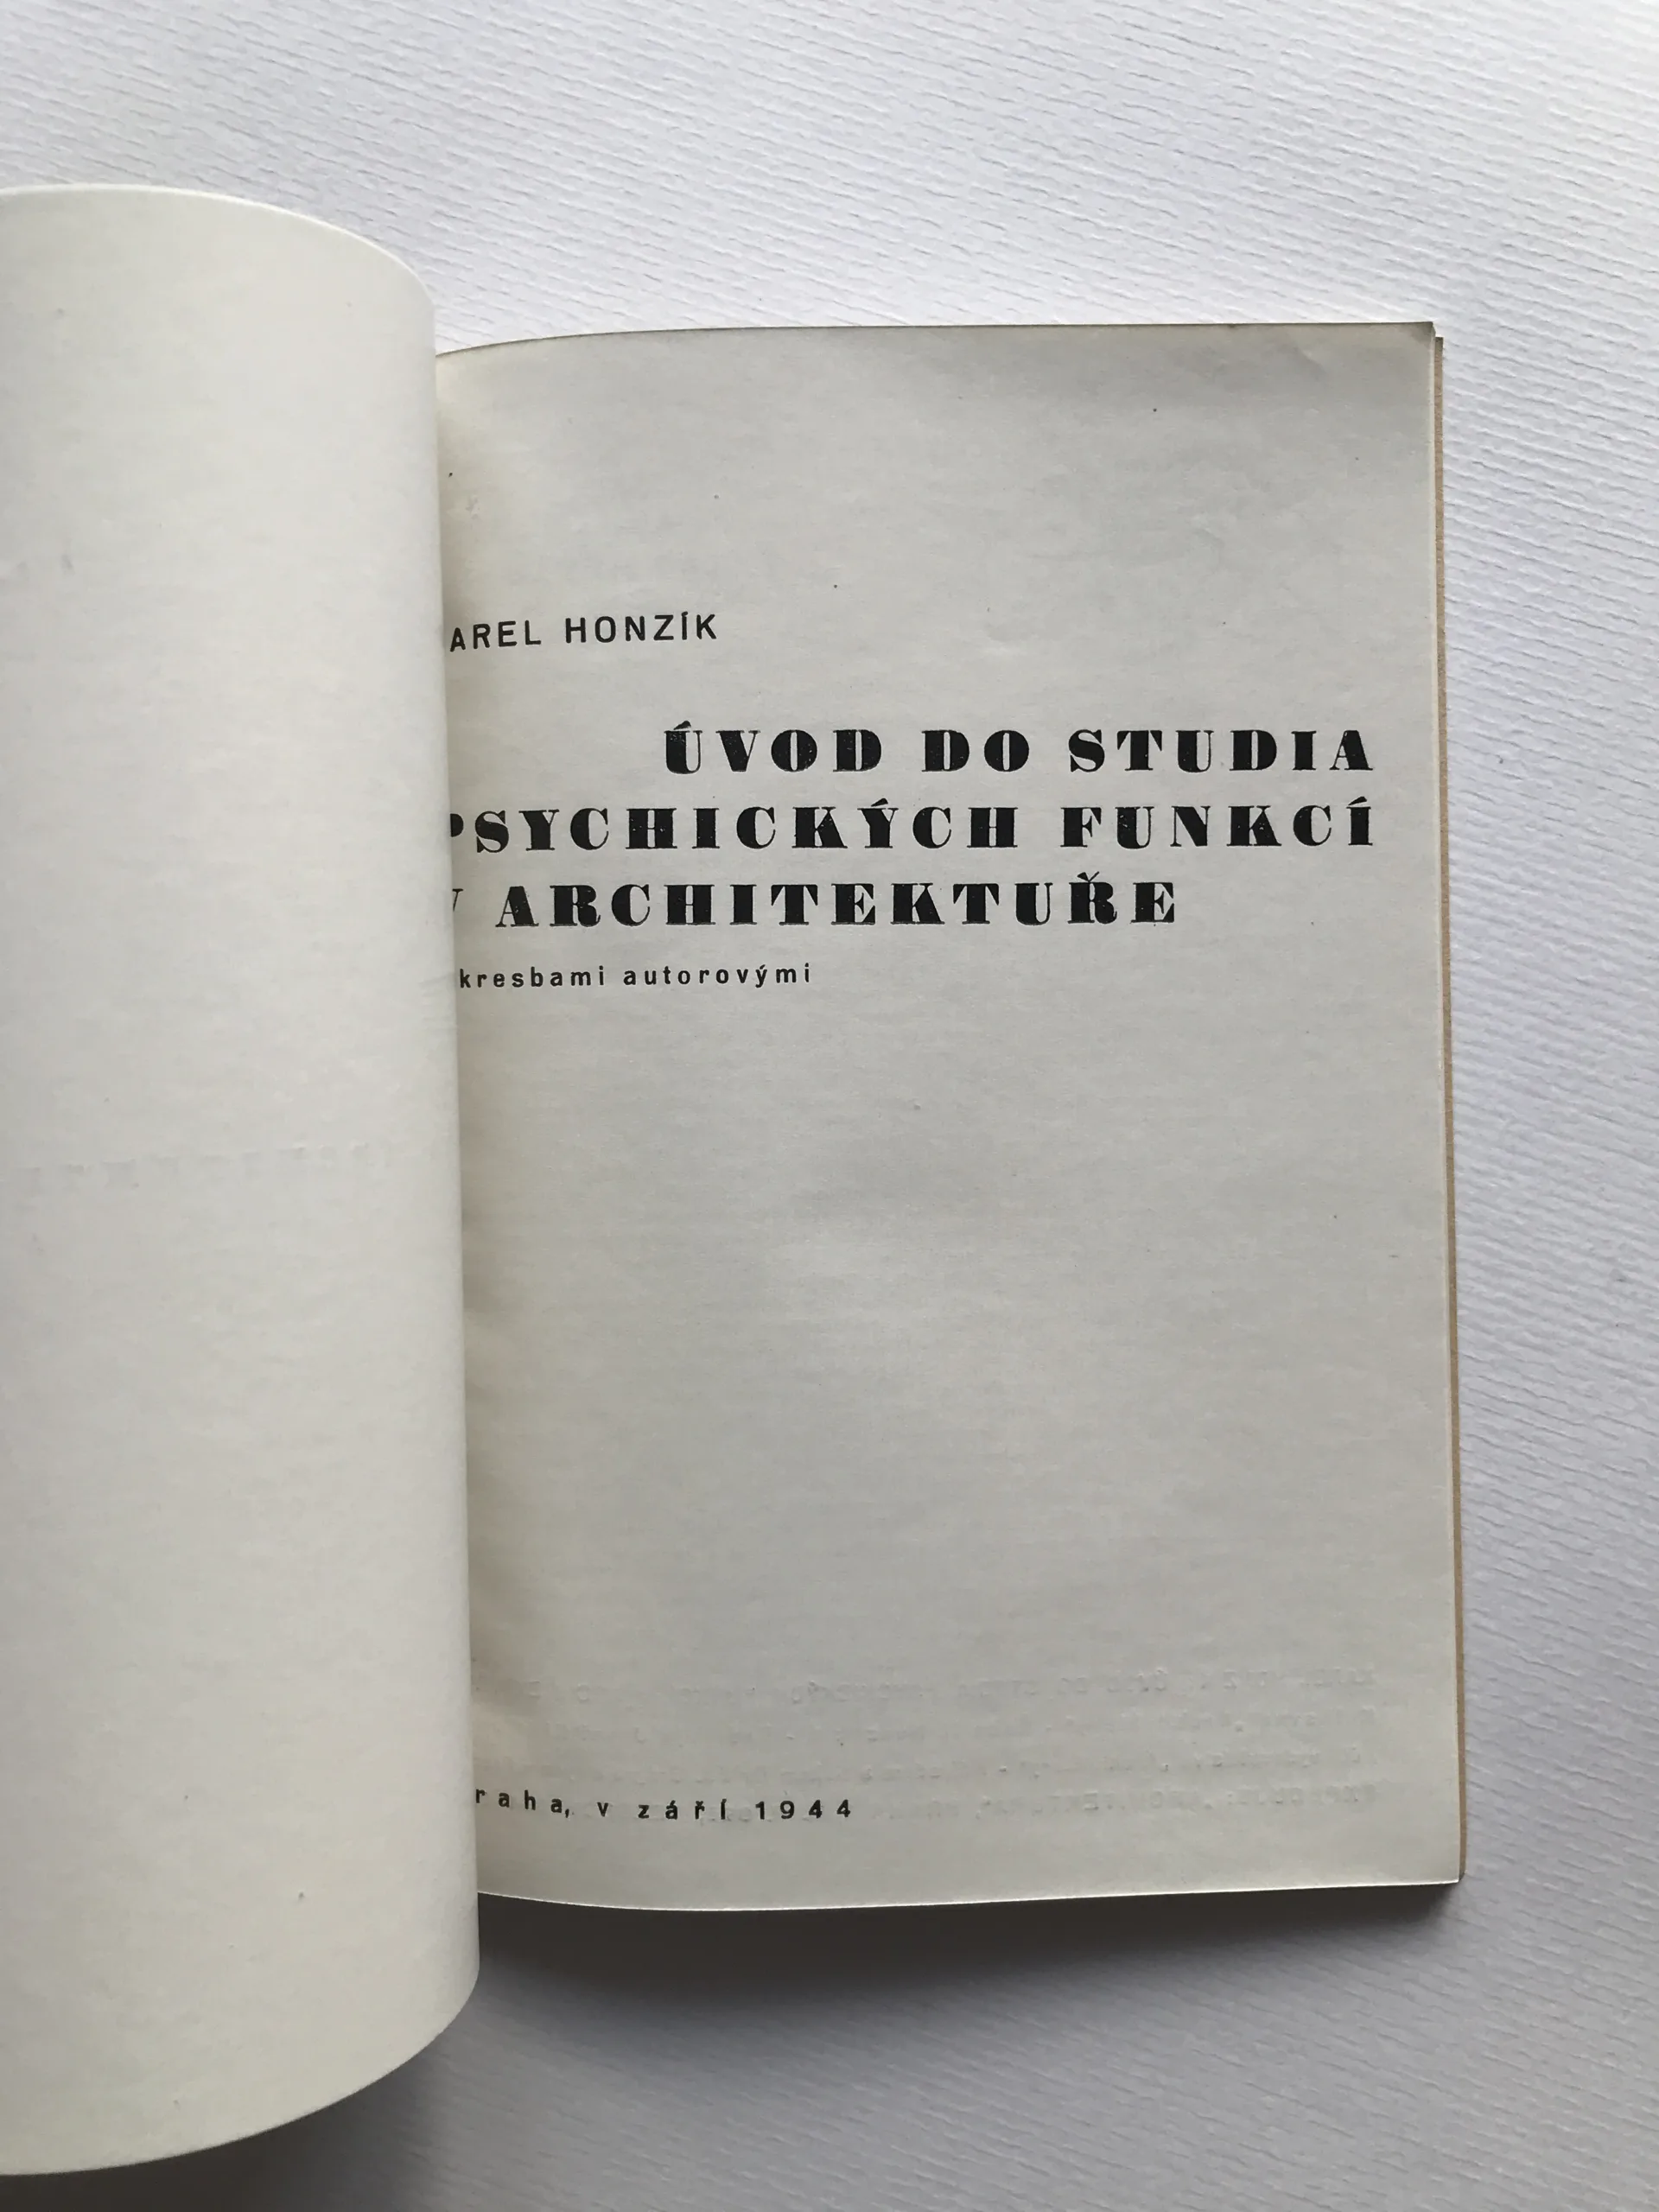 AREL HONZÍK
ÚVOD DO STUDIA
PSYCHICKÝCH FUNKCÍ
V ARCHITEKTUŘE
kresbami autorovými
raha, v září 1944